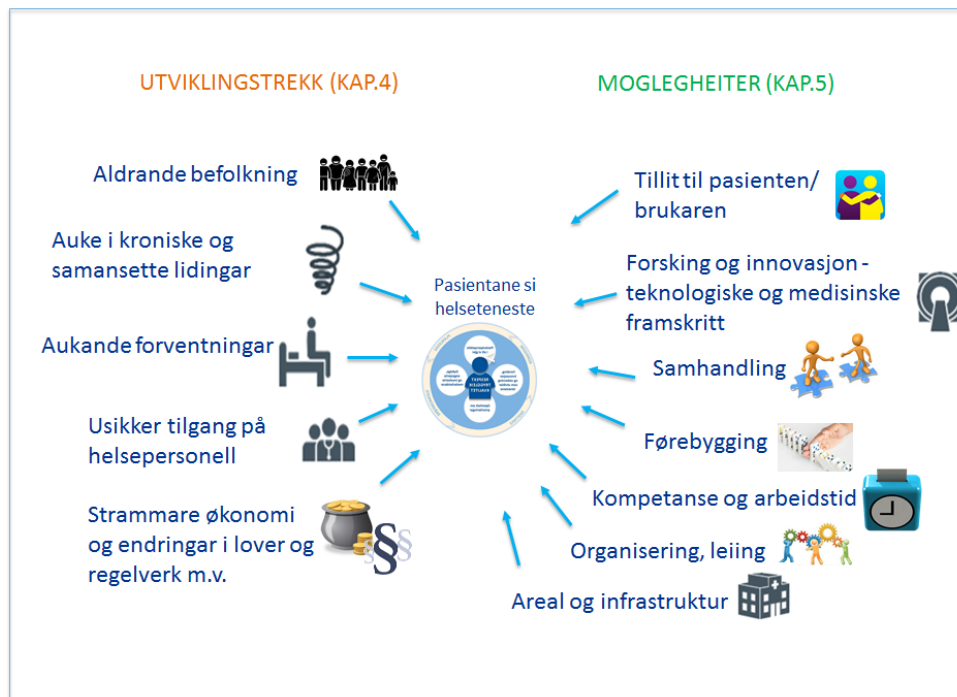 UTVIKLINGSTREKK (KAP.4)
Aldrande befolkning
Auke i kroniske og
samansette lidingar
Aukande forventningar
Usikker tilgang på
helsepersonell
Strammare økonomi
og endringar i lover og
regelverk m.v.
Pasientane si
helseteneste
MOGLEGHEITER (KAP.5)
Tillit til pasienten/
brukaren
Forsking og innovasjon -
teknologiske og medisinske
framskritt
Samhandling
Førebygging
Kompetanse og arbeidstid
Organisering, leiing
Areal og infrastruktur